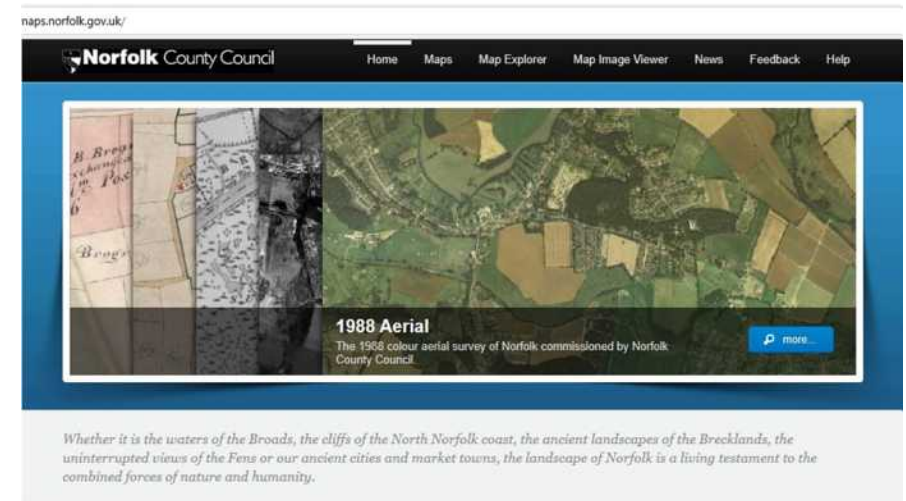 naps.norfolk.gov.uk/
Norfolk County Council
Home Maps Map Explorer Map Image Viewer News Feedback Help
B. Brog
6
Brogr
1988 Aerial
The 1988 colour aerial survey of Norfolk commissioned by Norfolk
County Council.
more...
Whether it is the waters of the Broads, the cliffs of the North Norfolk coast, the ancient landscapes of the Brecklands, the
uninterrupted views of the Fens or our ancient cities and market towns, the landscape of Norfolk is a living testament to the
combined forces of nature and humanity.